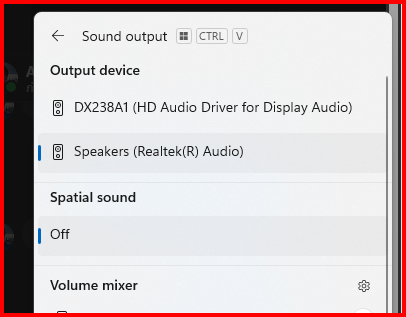 Sound output CTRL V
Output device
DX238A1 (HD Audio Driver for Display Audio)
Speakers (Realtek(R) Audio)
Spatial sound
Off
Volume mixer